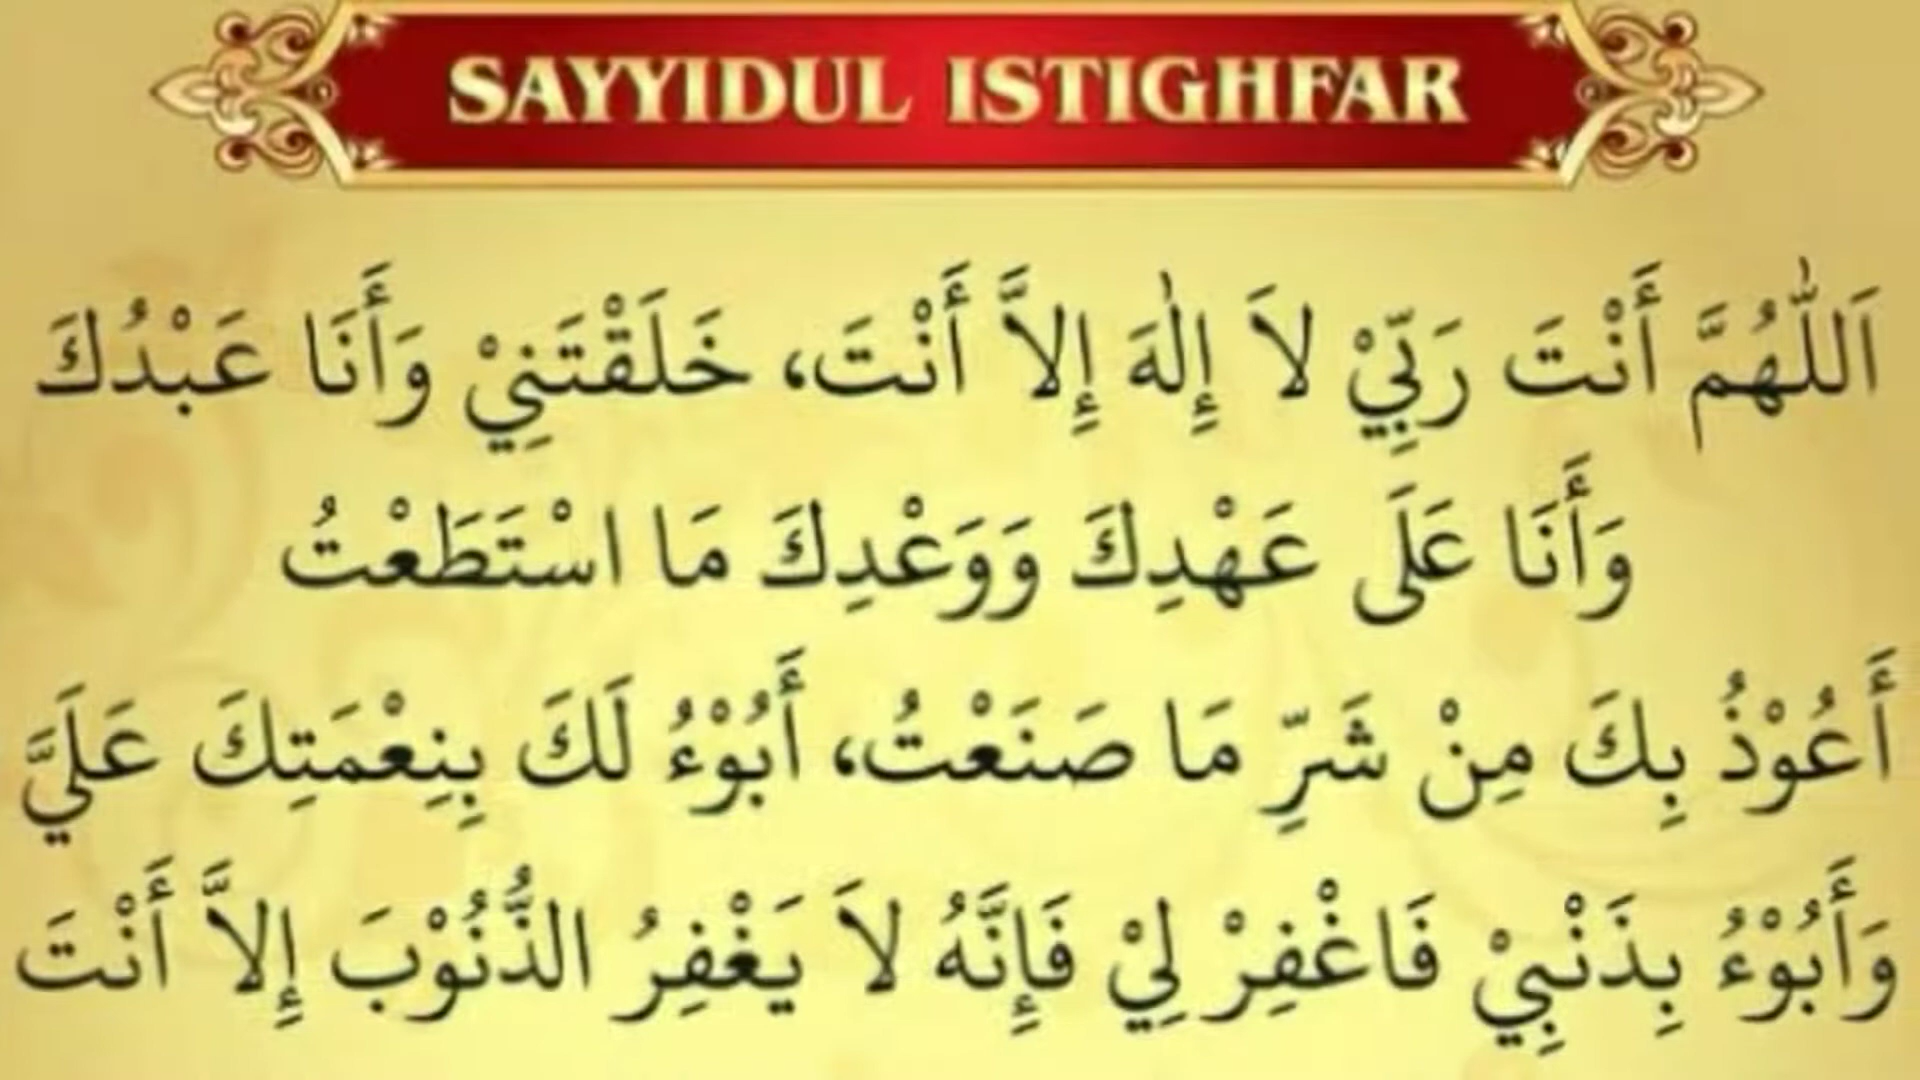 SAYYIDUL ISTIGHFAR
اَللّٰهُمَّ أَنْتَ رَبِّيْ لاَ إِلٰهَ إِلاَّ أَنْتَ، خَلَقْتَنِيْ وَأَنَا عَبْدُكَ
وَأَنَا عَلَى عَهْدِكَ وَوَعْدِكَ مَا اسْتَطَعْتُ
أَعُوْذُ بِكَ مِنْ شَرِّ مَا صَنَعْتُ، أَبُوْءُ لَكَ بِنِعْمَتِكَ عَلَيَّ
وَأَبُوْءُ بِذَنْبِيْ فَاغْفِرْ لِيْ فَإِنَّهُ لاَ يَغْفِرُ الذُّنُوْبَ إِلاَّ أَنْتَ